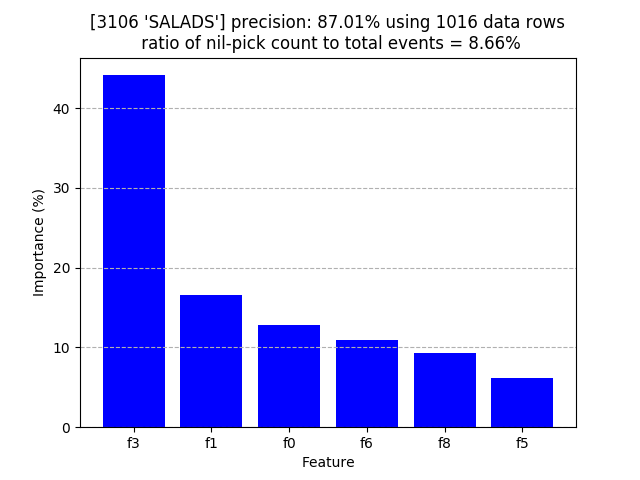 [3106 'SALADS'] precision: 87.01% using 1016 data rows
ratio of nil-pick count to total events = 8.66%
Importance (%)
40
30
20
10
0
f3 f1 f0 f6 f8 f5
Feature